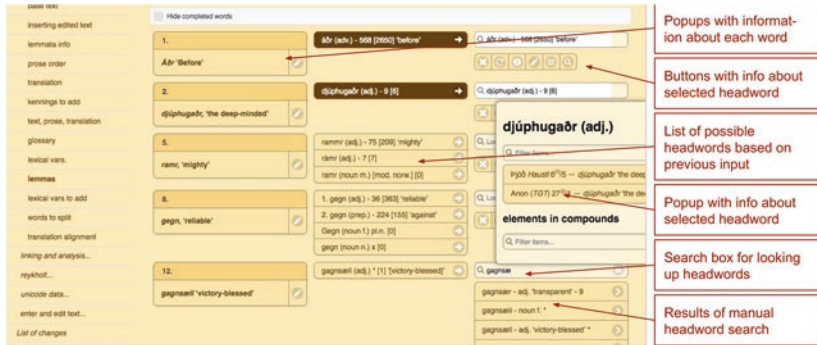 base text
inserting edited text
lemmata info
prose order
translation
kennings to add
text, prose, translation
glossary
lexical vars.
lemmas
lexical vars to add
words to split
translation alignment
linking and analysis...
reykholt...
unicode data...
enter and edit text...
List of changes
Hide completed words
1.
Áðr 'Before'
áðr (adv.) - 568 [2650] 'before'
áðr (adv.) - 568 [2650] 'before'
2.
djúphugaðr, 'the deep-minded'
djúphugaðr (adj.) - 9 [6]
djúphugaðr (adj.) - 9 [6]
5.
ramr, 'mighty'
rammr (adj.) - 75 [209] 'mighty'
rámr (adj.) - 7 [7]
ramr (noun m.) [mod. norw.] [0]
8.
gegn, 'reliable'
1. gegn (adj.) - 36 [363] 'reliable'
2. gegn (prep.) - 224 [155] 'against'
Gegn (noun f.) pl.n. [0]
gegn (noun n.) x [0]
12.
gagnsæli 'victory-blessed'
gagnsæll (adj.) * [1] '[victory-blessed]'
gagnsæ
gagnsær - adj. 'transparent' - 9
gagnsæli - noun f. *
gagnsæll - adj. 'victory-blessed' *
djúphugaðr (adj.)
Filter items...
Þjóð Haustl 6
/5 — djúphugaðr 'the deep
Anon (TGT) 27
djúphugaðr 'the de
elements in compounds
Filter items...
Popups with informat-
ion about each word
Buttons with info about
selected headword
List of possible
headwords based on
previous input
Popup with info about
selected headword
Search box for looking
up headwords
Results of manual
headword search